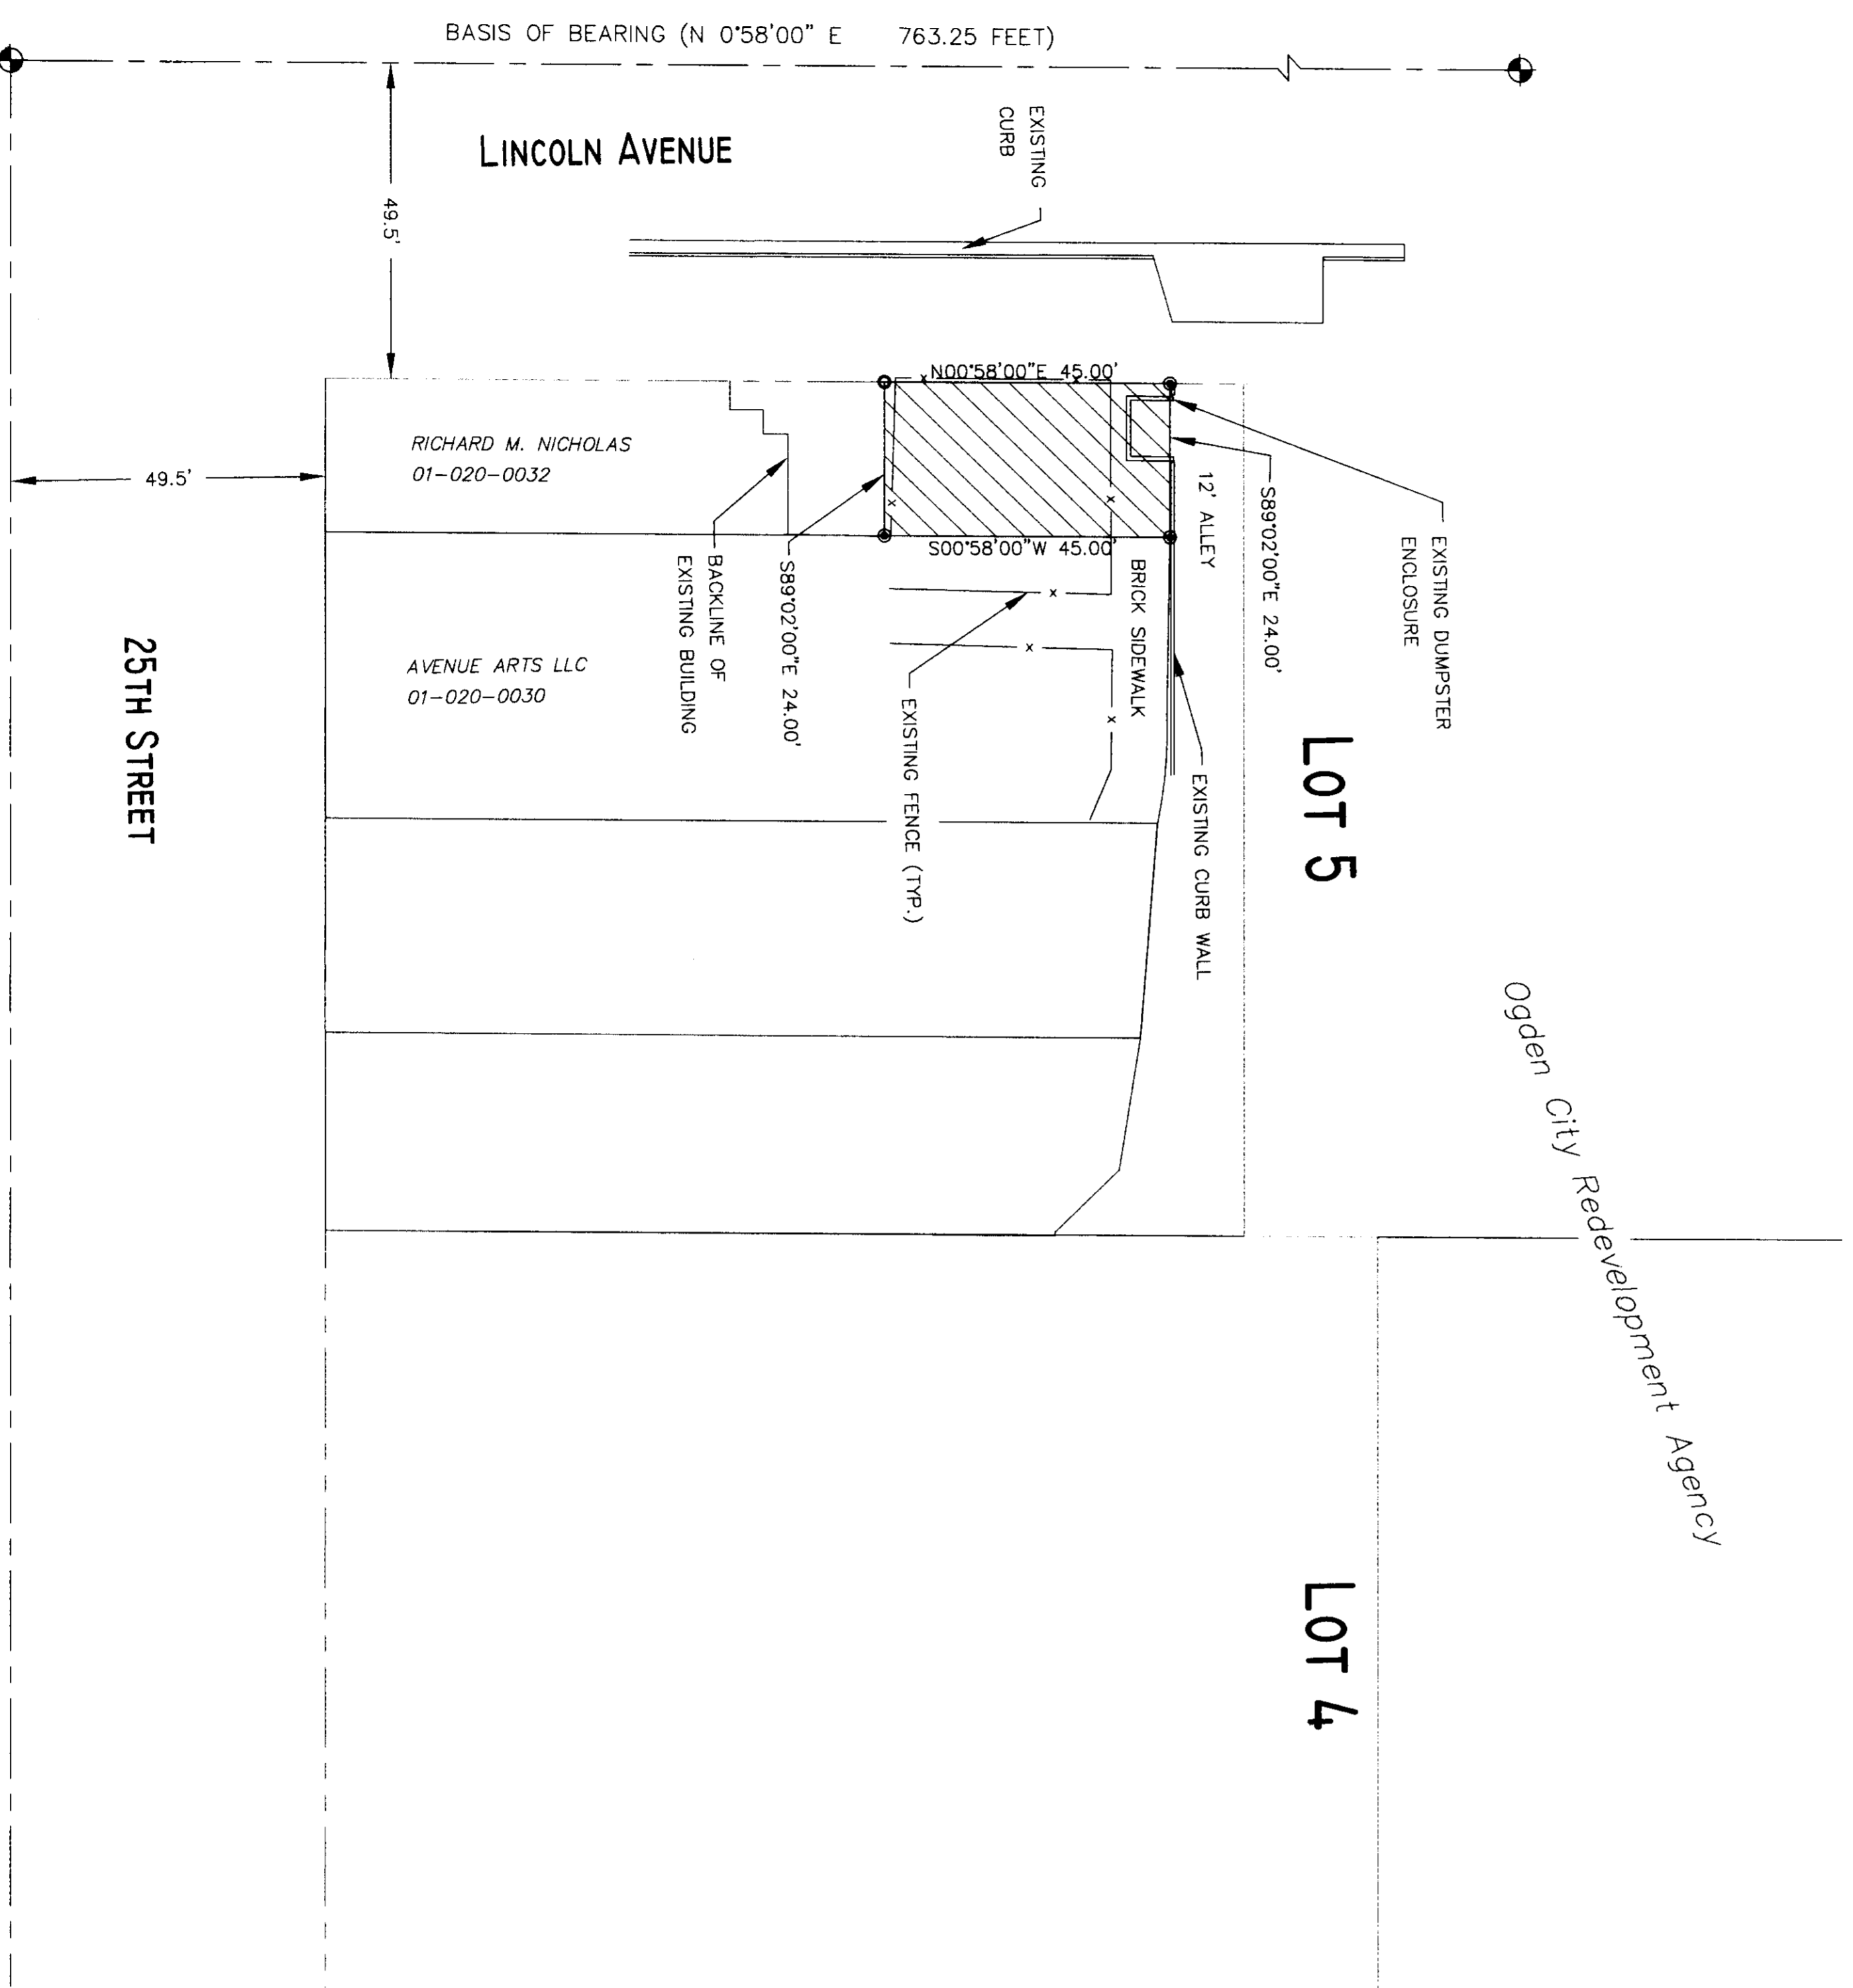 BASIS OF BEARING (N 0°58'00" E 763.25 FEET)
LINCOLN AVENUE
EXISTING
CURB
49.5'
N00°58'00"E 45.00'
RICHARD M. NICHOLAS
01-020-0032
49.5'
12' ALLEY
S89°02'00"E 24.00'
EXISTING DUMPSTER
ENCLOSURE
S00°58'00"W 45.00'
BRICK SIDEWALK
S89°02'00"E 24.00'
BACKLINE OF
EXISTING BUILDING
AVENUE ARTS LLC
01-020-0030
EXISTING FENCE (TYP.)
EXISTING CURB WALL
25TH STREET
LOT 5
Ogden City Redevelopment Agency
LOT 4
x
x
x
x
x
x
x